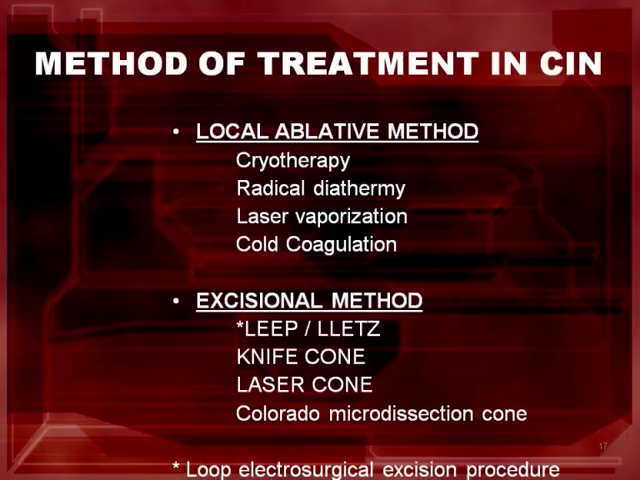 METHOD OF TREATMENT IN CIN
• LOCAL ABLATIVE METHOD
Cryotherapy
Radical diathermy
Laser vaporization
Cold Coagulation
• EXCISIONAL METHOD
*LEEP / LLETZ
KNIFE CONE
LASER CONE
Colorado microdissection cone
17
* Loop electrosurgical excision procedure